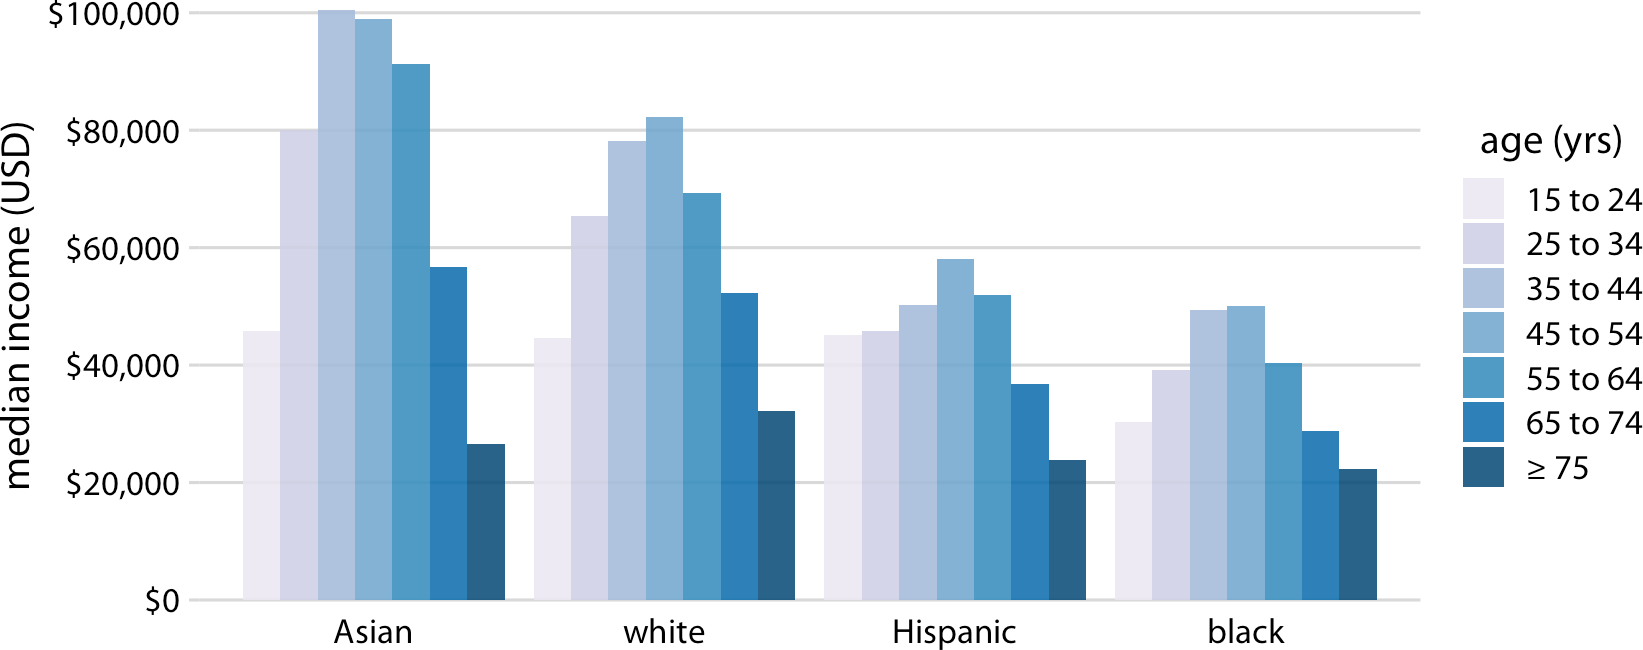 median income (USD)
$100,000
$80,000
$60,000
$40,000
$20,000
$0
Asian
white
Hispanic
black
age (yrs)
15 to 24
25 to 34
35 to 44
45 to 54
55 to 64
65 to 74
≥ 75